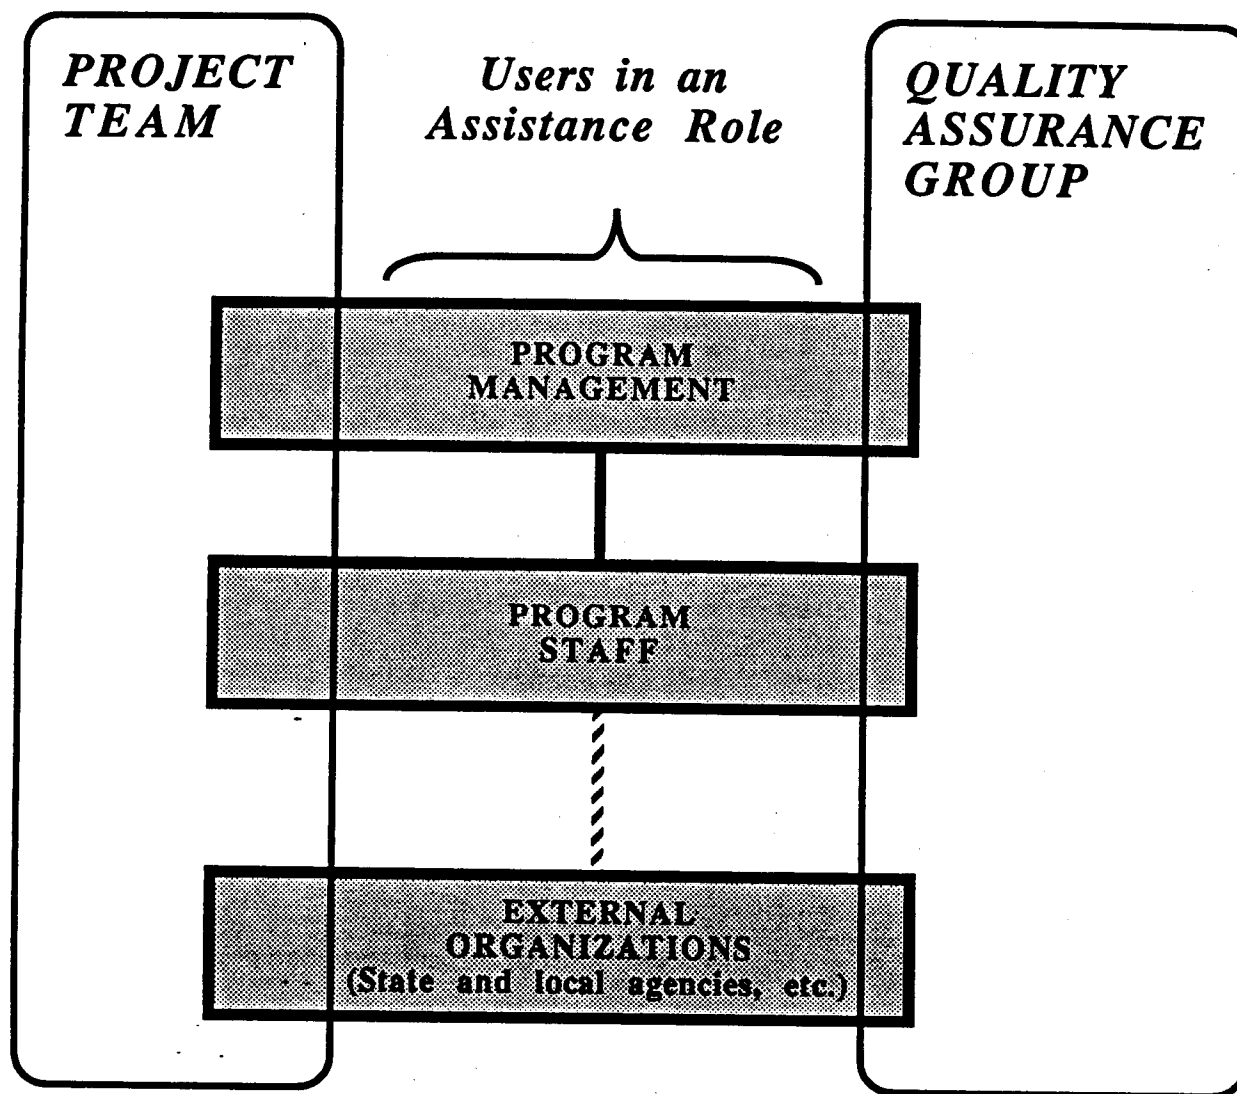 PROJECT
TEAM
Users in an
Assistance Role
QUALITY
ASSURANCE
GROUP
PROGRAM
MANAGEMENT
PROGRAM
STAFF
EXTERNAL
ORGANIZATIONS
(State and local agencies, etc.)